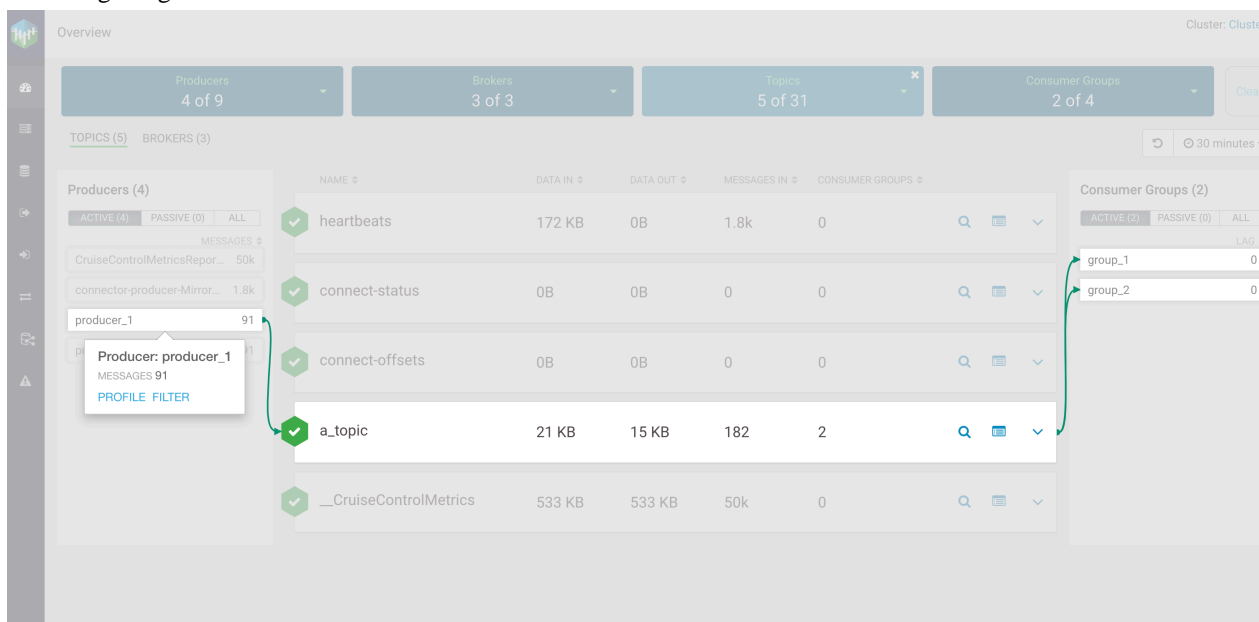 Overview
Cluster: Cluste
Producers
4 of 9
Brokers
3 of 3
Topics
5 of 31
Consumer Groups
2 of 4
Clea
TOPICS (5) BROKERS (3)
30 minutes
Producers (4)
ACTIVE (4) PASSIVE (0) ALL
MESSAGES
CruiseControlMetricsRepor... 50k
connector-producer-Mirror... 1.8k
producer_1 91
Producer: producer_1
MESSAGES 91
PROFILE FILTER
NAME DATA IN DATA OUT MESSAGES IN CONSUMER GROUPS
heartbeats 172 KB 0B 1.8k 0
connect-status 0B 0B 0 0
connect-offsets 0B 0B 0 0
a_topic 21 KB 15 KB 182 2
__CruiseControlMetrics 533 KB 533 KB 50k 0
Consumer Groups (2)
ACTIVE (2) PASSIVE (0) ALL
LAG
group_1 0
group_2 0